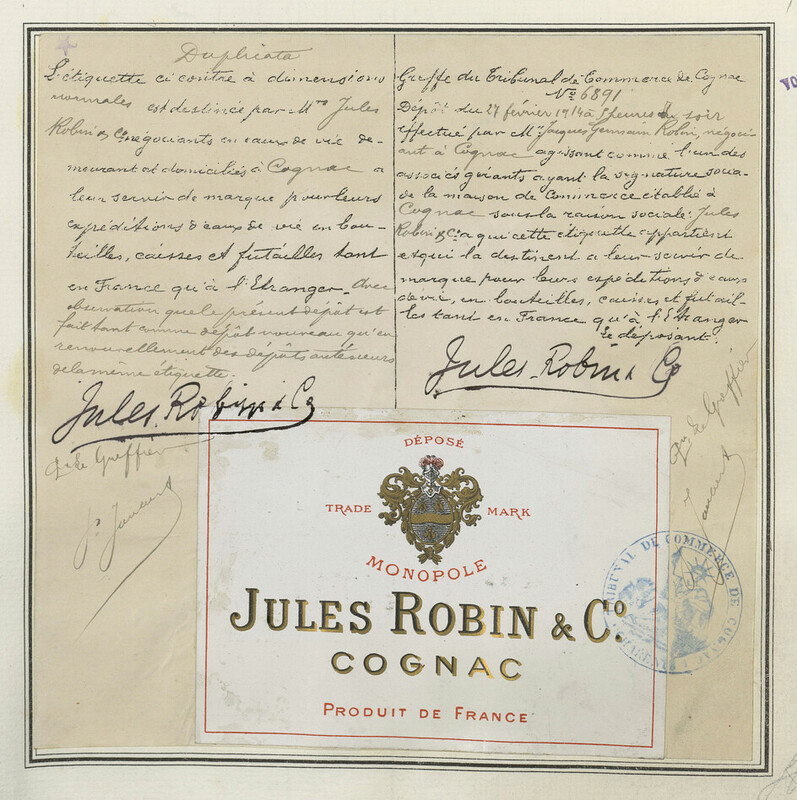 Duplicata
L'étiquette ci contre à dimensions
normales est destinée par Mrs Jules
Robin & Co négociants en eaux de vie de-
meurant et domiciliés à Cognac a
leur servir de marque pour leurs
expéditions d'eaux de vie en bou-
teilles, caisses et futailles tant
en France qu'à l'Etranger. Avec
observation que le présent dépôt est
fait tant comme dépôt nouveau qu'en
renouvellement des dépôts antérieurs
de la même étiquette.
Jules Robin & Co
Le Greffier
Greffe du Tribunal de Commerce de Cognac
No 6891
Dépôt du 27 février 1914 à 5 heures du soir
effectué par Mr Jacques Germain Robin, négoci-
ant à Cognac agissant comme l'un des
associés gérants ayant la signature socia-
de la maison de Commerce établie à
Cognac sous la raison sociale: Jules
Robin & Co a qui cette étiquette appartient
et qui la destinent a leur servir de
marque pour leurs expéditions d'eaux
de vie, en bouteilles, caisses et futail-
les tant en France qu'à l'Etranger
Le déposant.
Jules Robin & Co
Le Greffier
DÉPOSÉ
TRADE MARK
MONOPOLE
JULES ROBIN & Co.
COGNAC
PRODUIT DE FRANCE
TRIBUNAL DE COMMERCE DE COGNAC